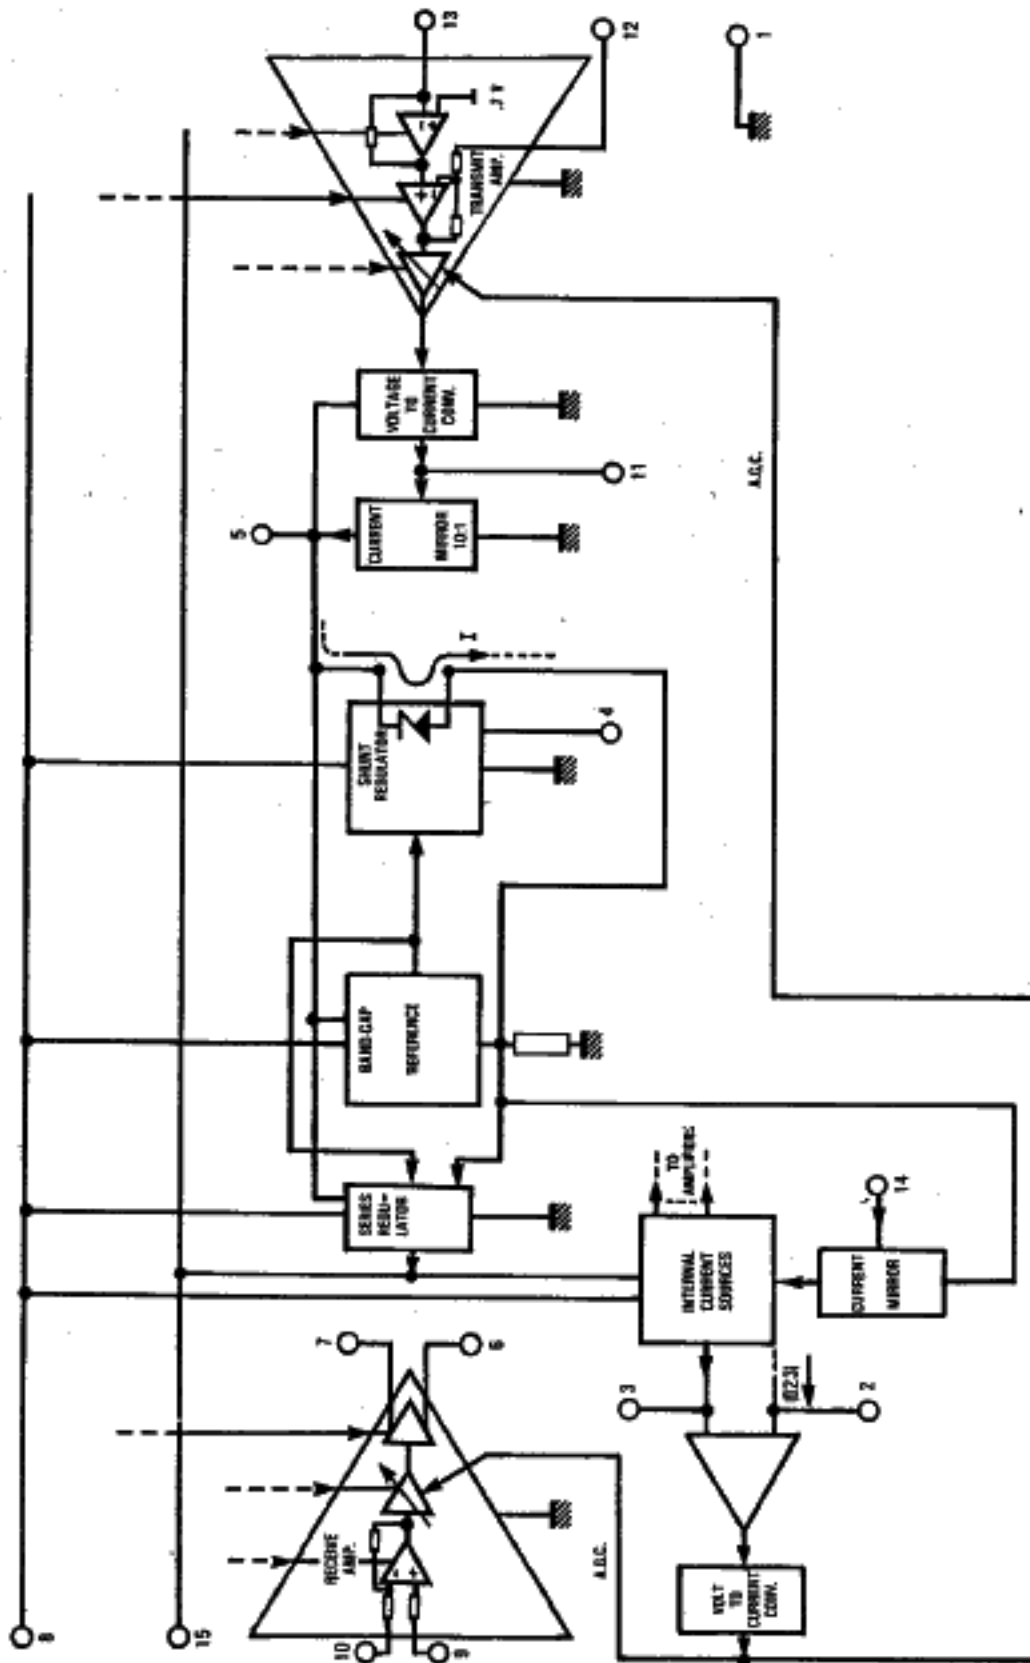 13
12
1
.7 V
TRANSMIT
AMP.
VOLTAGE
TO
CURRENT
CONV.
11
A.G.C.
5
CURRENT
MIRROR
10:1
I
SHUNT
REGULATOR
4
BAND-GAP
REFERENCE
SERIES
REGU-
LATOR
TO
AMPLIFIERS
14
INTERNAL
CURRENT
SOURCES
CURRENT
MIRROR
7
6
3
2
RECEIVE
AMP.
A.G.C.
VOLT
TO
CURRENT
CONV.
8
15
10
9